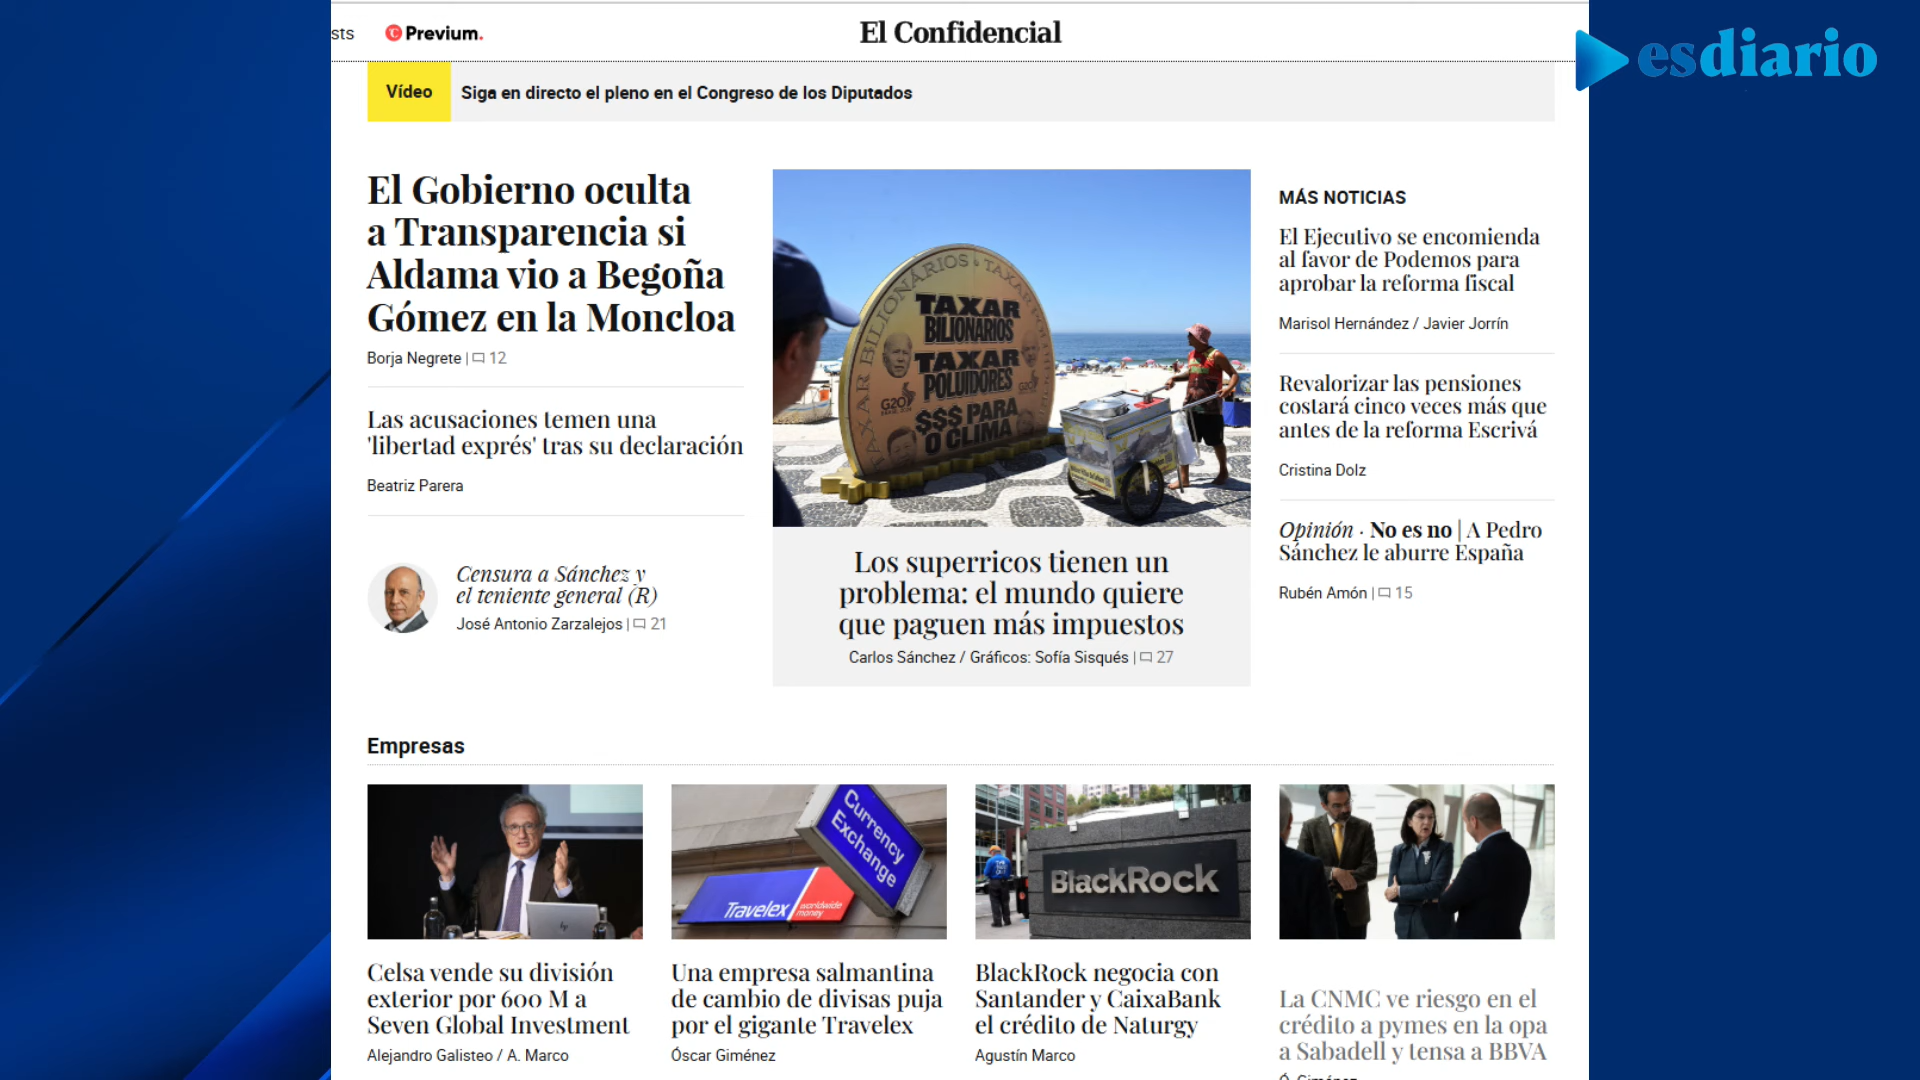 sts
Previum.
El Confidencial
esdiario
Vídeo
Siga en directo el pleno en el Congreso de los Diputados
El Gobierno oculta
a Transparencia si
Aldama vio a Begoña
Gómez en la Moncloa
Borja Negrete | 12
Las acusaciones temen una
'libertad exprés' tras su declaración
Beatriz Parera
Censura a Sánchez y
el teniente general (R)
José Antonio Zarzalejos | 21
TAXAR BILIONÁRIOS • TAXAR
TAXAR
BILIONÁRIOS
TAXAR
POLUIDORES
$$$ PARA
O CLIMA
G20
Los superricos tienen un
problema: el mundo quiere
que paguen más impuestos
Carlos Sánchez / Gráficos: Sofía Sisqués | 27
MÁS NOTICIAS
El Ejecutivo se encomienda
al favor de Podemos para
aprobar la reforma fiscal
Marisol Hernández / Javier Jorrín
Revalorizar las pensiones
costará cinco veces más que
antes de la reforma Escrivá
Cristina Dolz
Opinión · No es no | A Pedro
Sánchez le aburre España
Rubén Amón | 15
Empresas
Celsa vende su división
exterior por 600 M a
Seven Global Investment
Alejandro Galisteo / A. Marco
Currency
Exchange
Travelex worldwide
money
Una empresa salmantina
de cambio de divisas puja
por el gigante Travelex
Óscar Giménez
BlackRock
BlackRock negocia con
Santander y CaixaBank
el crédito de Naturgy
Agustín Marco
La CNMC ve riesgo en el
crédito a pymes en la opa
a Sabadell y tensa a BBVA